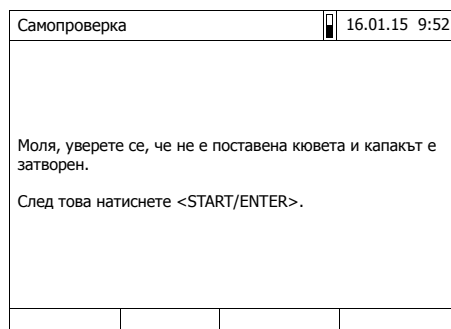 Самопроверка 16.01.15 9:52
Моля, уверете се, че не е поставена кювета и капакът е
затворен.
След това натиснете <START/ENTER>.